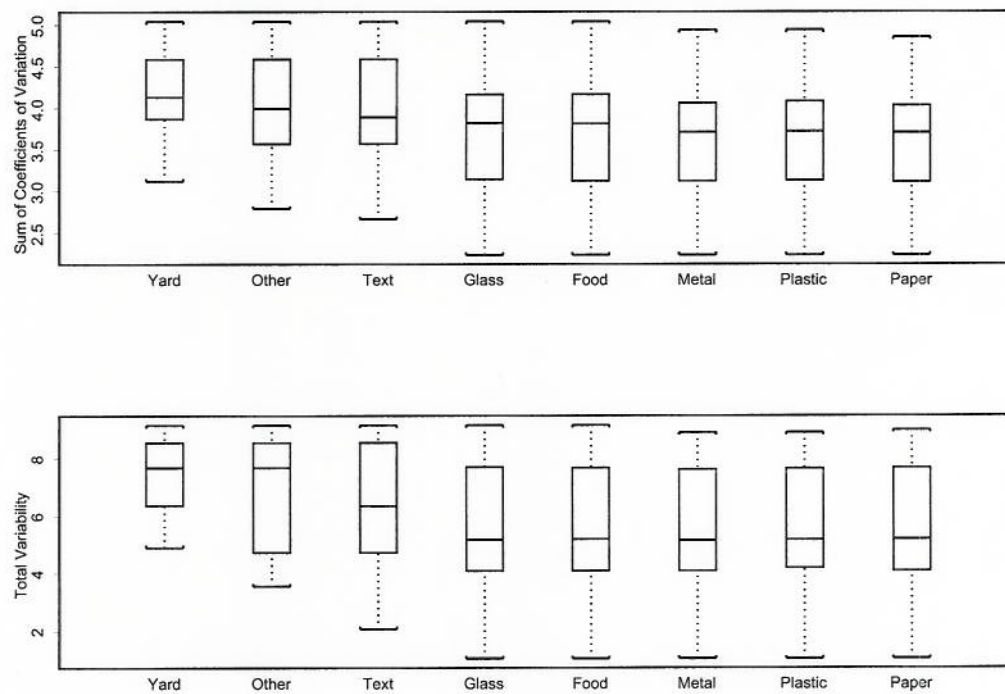 Sum of Coefficients of Variation
5.0
4.5
4.0
3.5
3.0
2.5
Yard Other Text Glass Food Metal Plastic Paper
Total Variability
8
6
4
2
Yard Other Text Glass Food Metal Plastic Paper